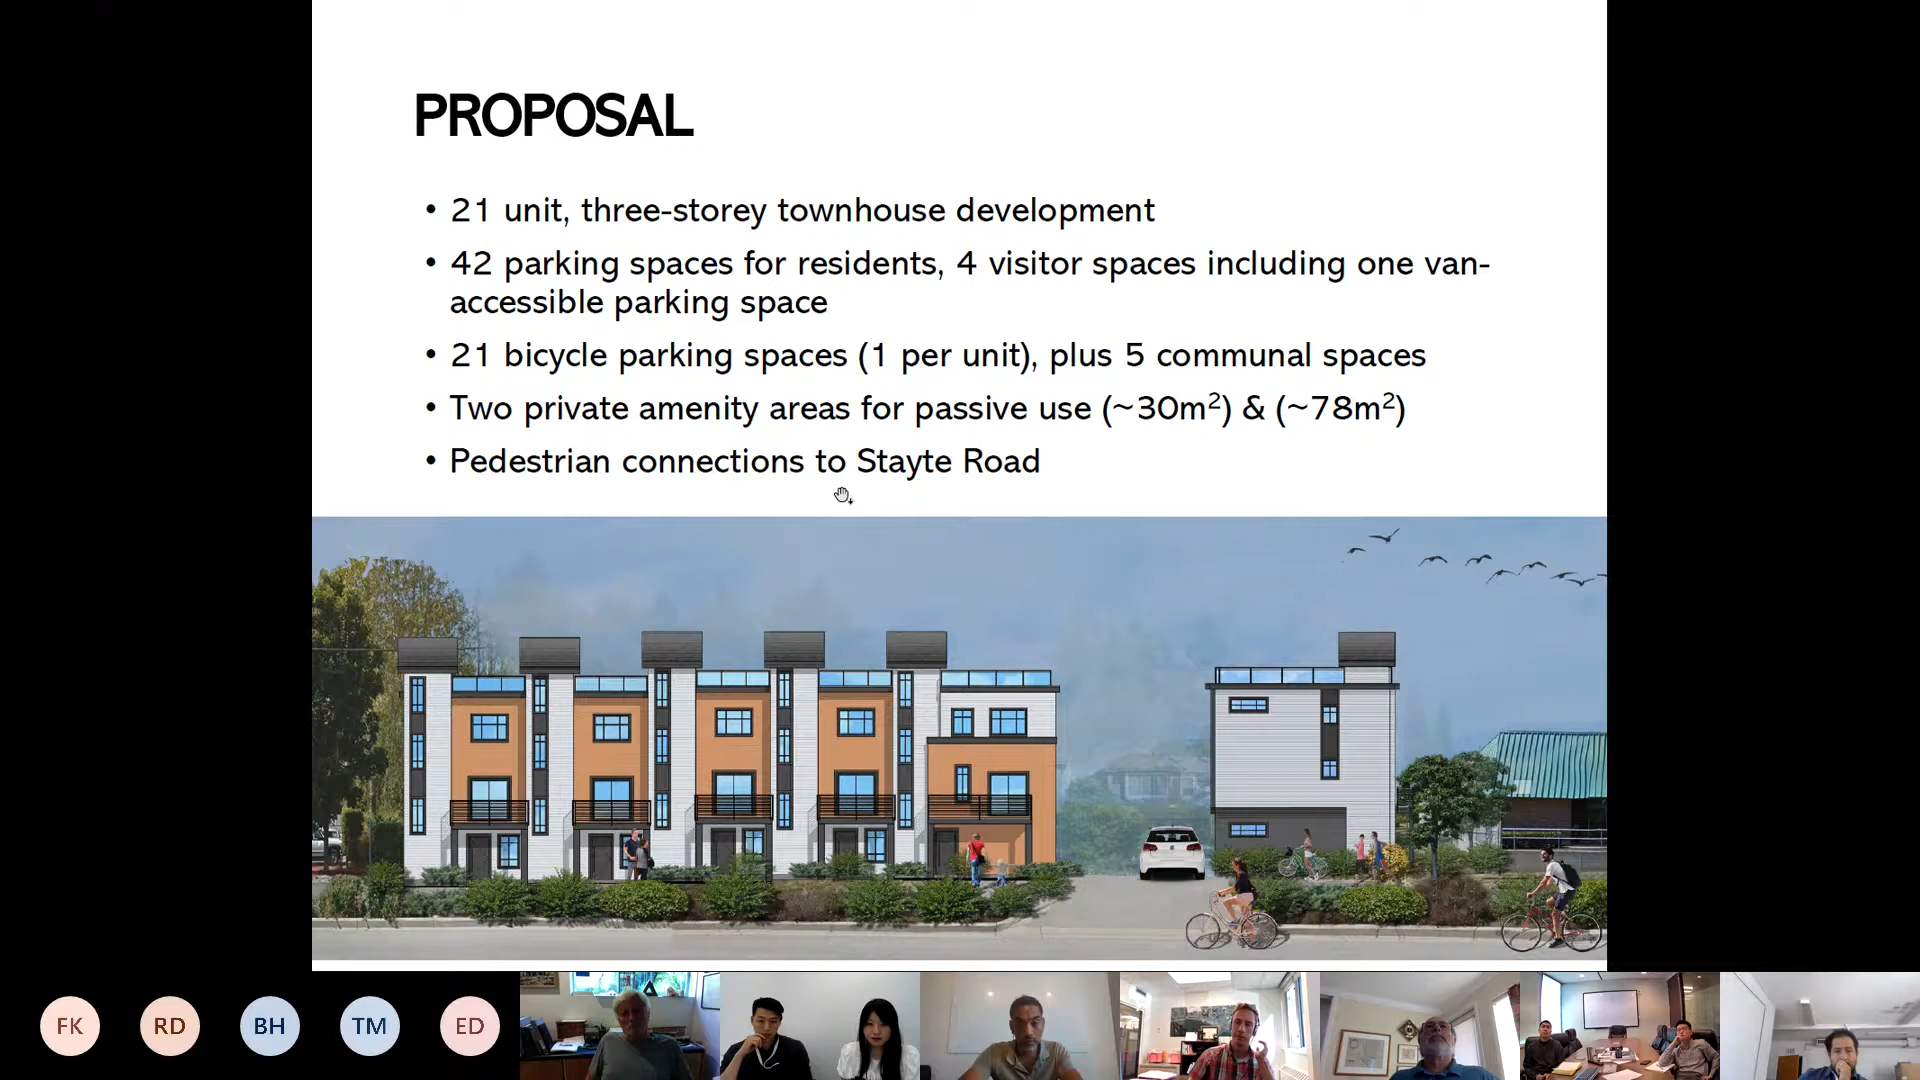 PROPOSAL
• 21 unit, three-storey townhouse development
• 42 parking spaces for residents, 4 visitor spaces including one van-
accessible parking space
• 21 bicycle parking spaces (1 per unit), plus 5 communal spaces
• Two private amenity areas for passive use (~30m²) & (~78m²)
• Pedestrian connections to Stayte Road
FK RD BH TM ED